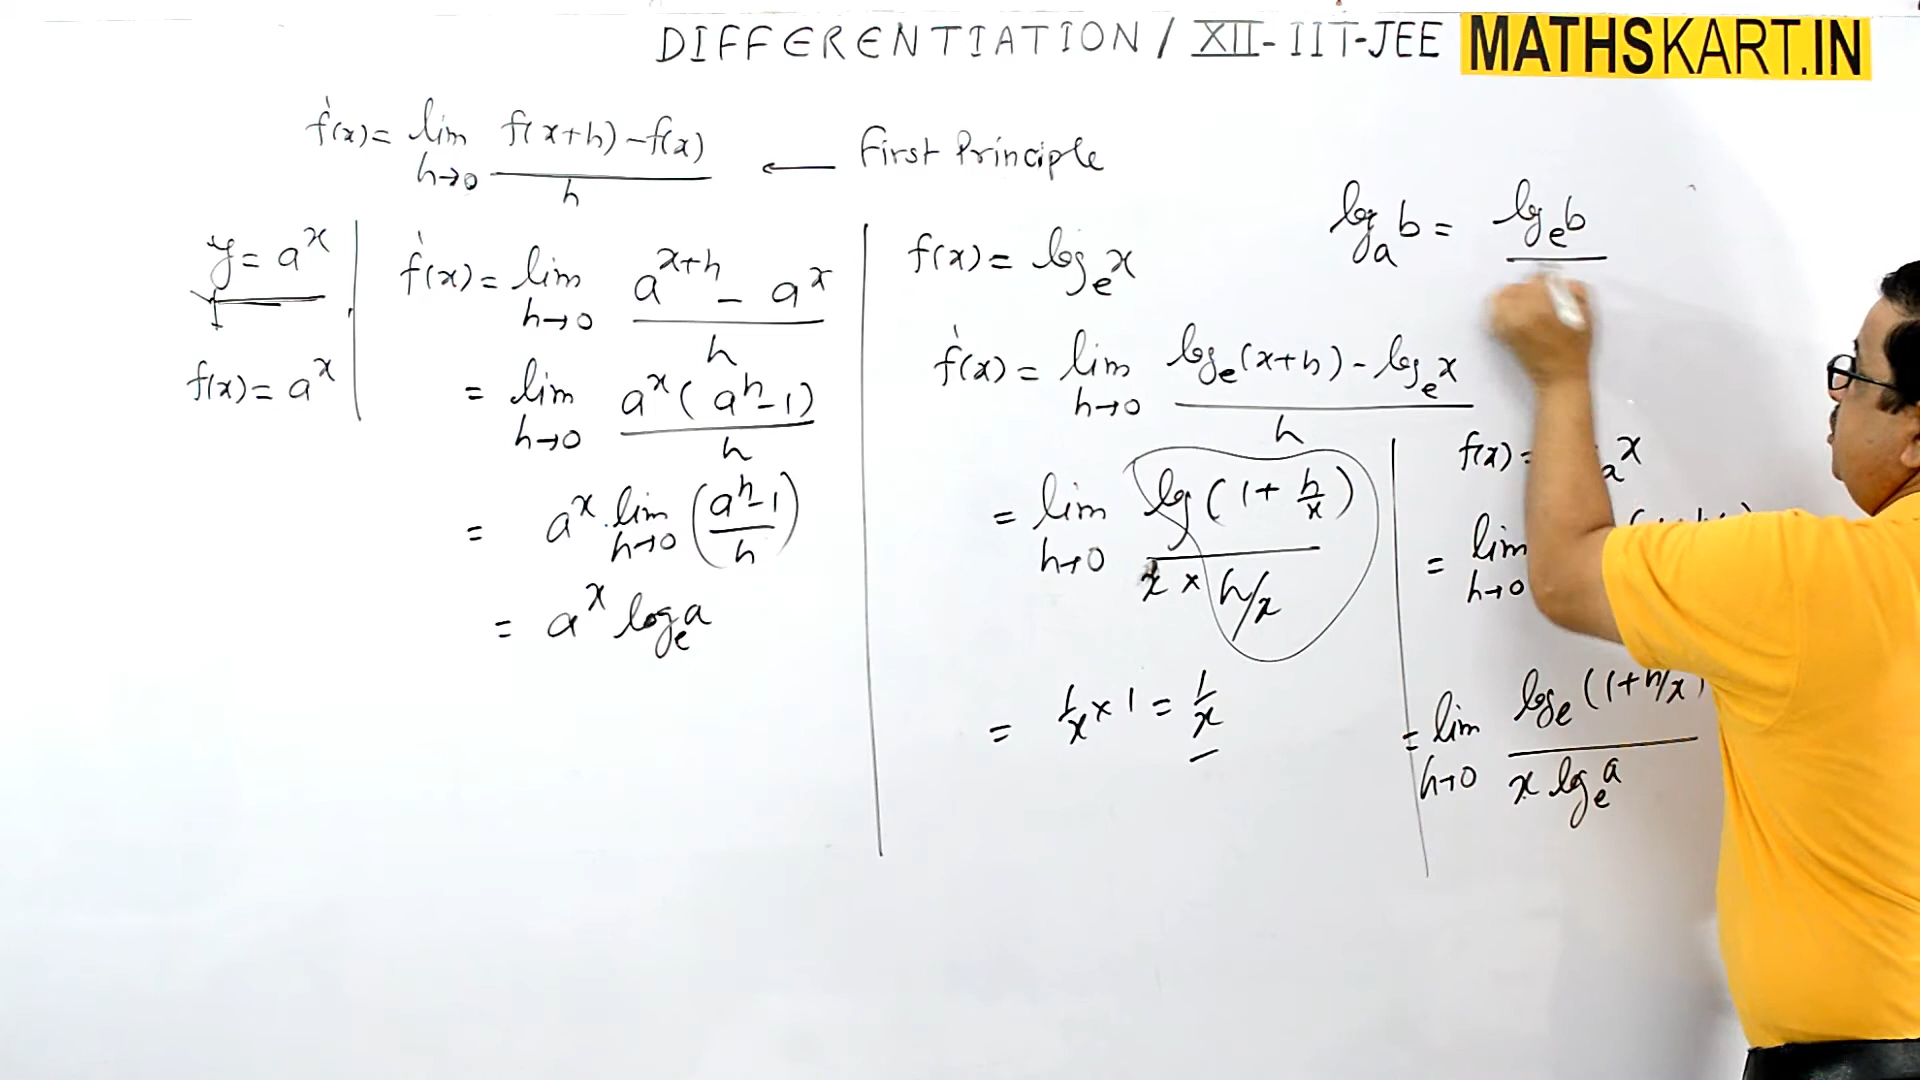 DIFFERENTIATION / XII - IIT-JEE MATHSKART.IN
f'(x) = lim h→0 f(x+h) - f(x) / h ← First Principle
y = a^x
f(x) = a^x
f'(x) = lim h→0 a^(x+h) - a^x / h
= lim h→0 a^x (a^h - 1) / h
= a^x . lim h→0 (a^h - 1 / h)
= a^x log_e a
f(x) = log_e x
f'(x) = lim h→0 log_e (x+h) - log_e x / h
= lim h→0 log (1 + h/x) / x × h/x
= 1/x × 1 = 1/x
log_a b = log_e b
f(x) = a x
= lim h→0
= lim h→0 log_e (1 + h/x) / x log_e a